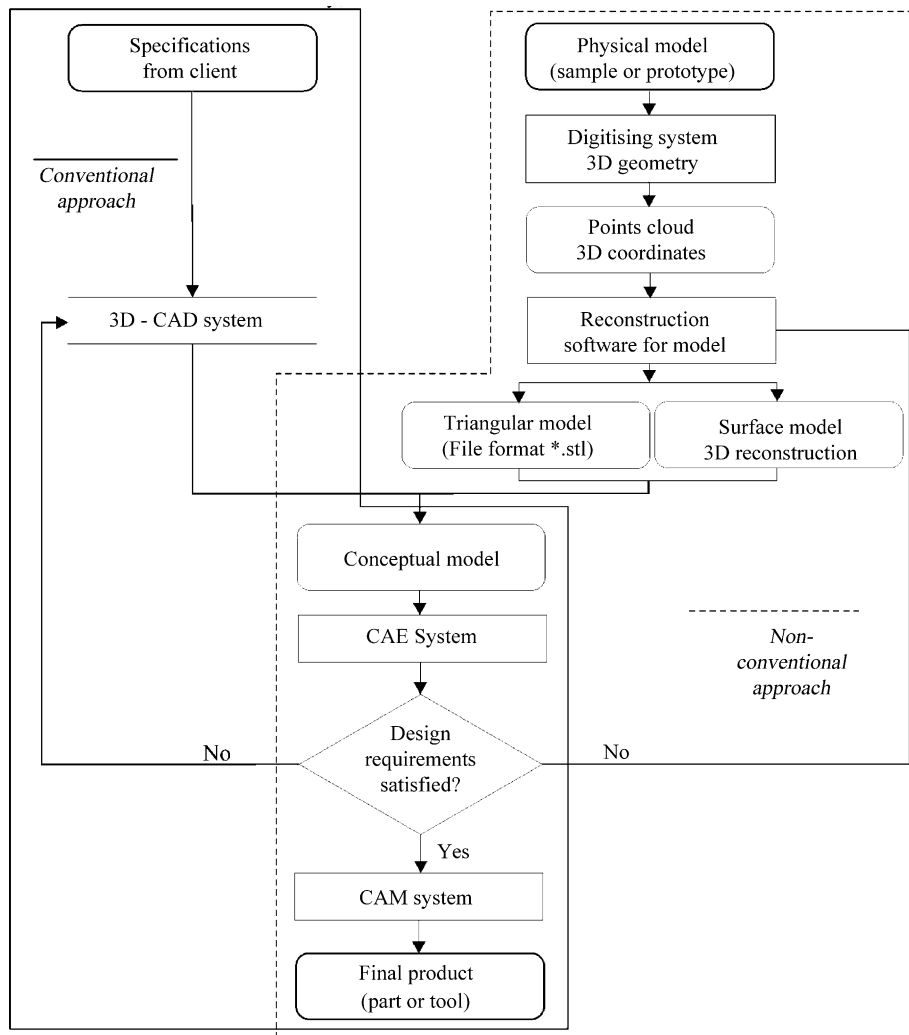 Specifications
from client
Conventional
approach
3D - CAD system
Physical model
(sample or prototype)
Digitising system
3D geometry
Points cloud
3D coordinates
Reconstruction
software for model
Triangular model
(File format *.stl)
Surface model
3D reconstruction
Conceptual model
CAE System
Non-
conventional
approach
Design
requirements
satisfied?
No
No
Yes
CAM system
Final product
(part or tool)